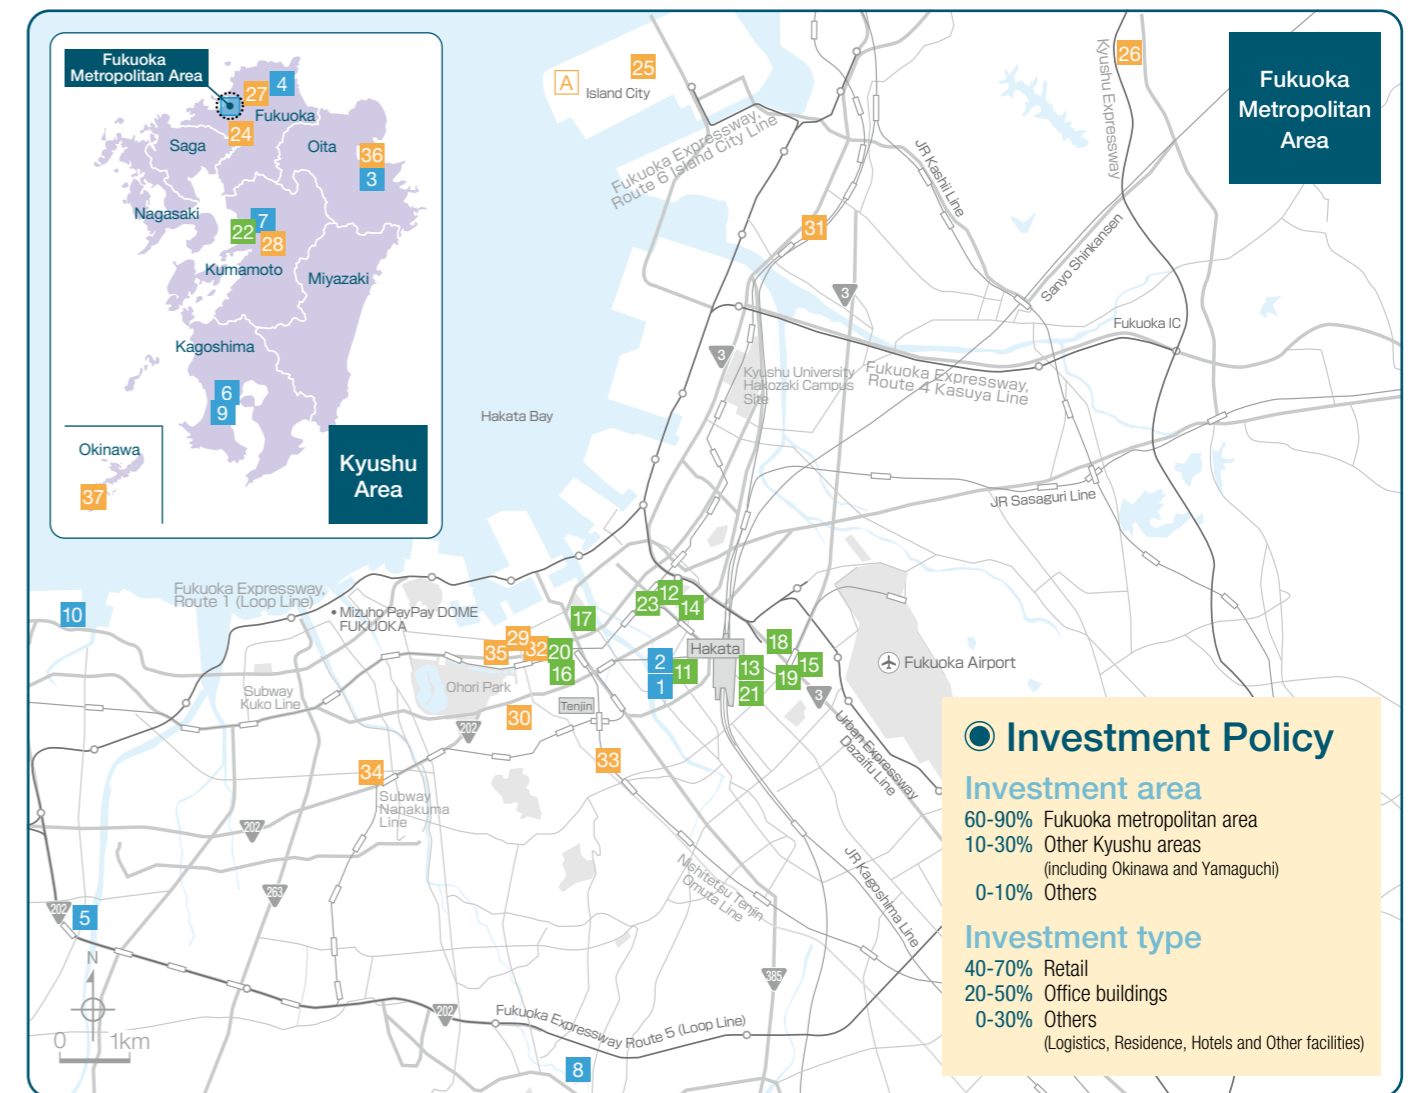 Fukuoka
Metropolitan Area
27
4
Fukuoka
24
Saga
Oita
36
3
Nagasaki
7
22
28
Kumamoto
Miyazaki
Kagoshima
6
9
Okinawa
37
Kyushu
Area
A
25
Island City
26
Kyushu Expressway
Fukuoka
Metropolitan
Area
Fukuoka Expressway,
Route 6 Island City Line
JR Kashii Line
31
Sanyo Shinkansen
3
Fukuoka IC
3
Kyushu University
Hakozaki Campus
Site
Fukuoka Expressway,
Route 4 Kasuya Line
Hakata Bay
JR Sasaguri Line
Fukuoka Expressway,
Route 1 (Loop Line)
10
Mizuho PayPay DOME
FUKUOKA
12
23
14
17
29
32
35
20
16
2
1
11
Hakata
18
13
15
19
21
3
Fukuoka Airport
Subway
Kuko Line
Ohori Park
Tenjin
30
202
33
34
Subway
Nanakuma
Line
Urban Expressway
Dazaifu Line
202
263
202
5
Nishitetsu Tenjin
Omuta Line
JR Kagoshima Line
385
N
0 1km
202
Fukuoka Expressway Route 5 (Loop Line)
8
Investment Policy
Investment area
60-90% Fukuoka metropolitan area
10-30% Other Kyushu areas
(including Okinawa and Yamaguchi)
0-10% Others
Investment type
40-70% Retail
20-50% Office buildings
0-30% Others
(Logistics, Residence, Hotels and Other facilities)